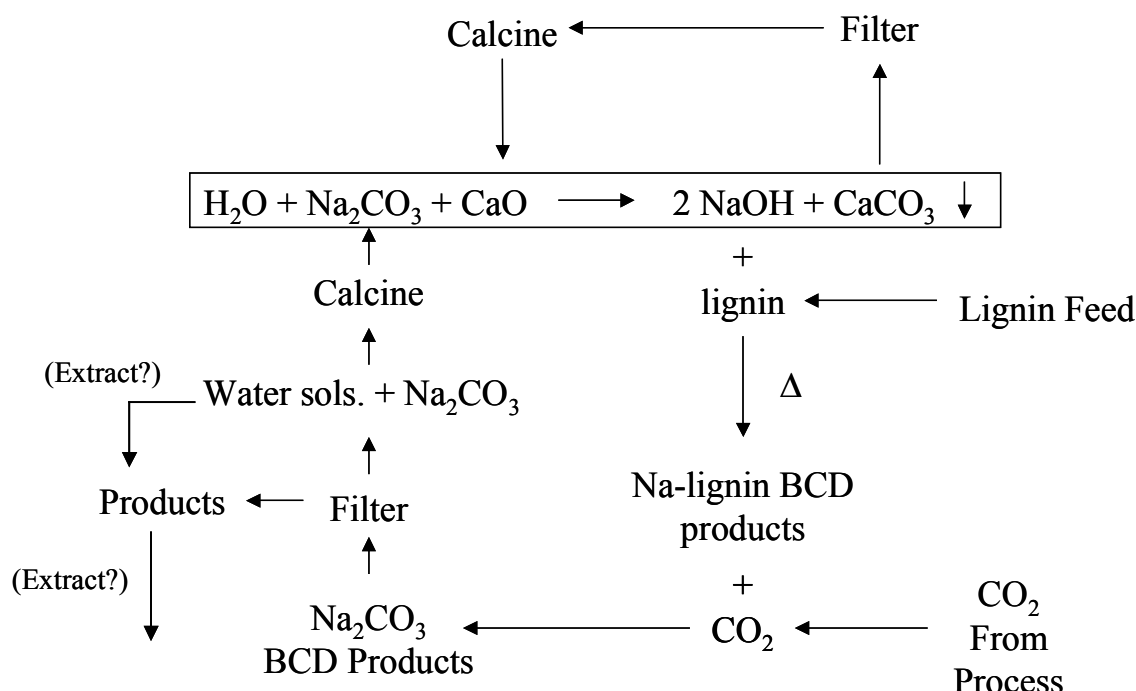 Calcine
Filter
H₂O + Na₂CO₃ + CaO → 2 NaOH + CaCO₃ ↓
+
Calcine
lignin
Lignin Feed
(Extract?)
Water sols. + Na₂CO₃
Δ
Products
Filter
Na-lignin BCD
products
(Extract?)
+
Na₂CO₃
BCD Products
CO₂
CO₂
From
Process